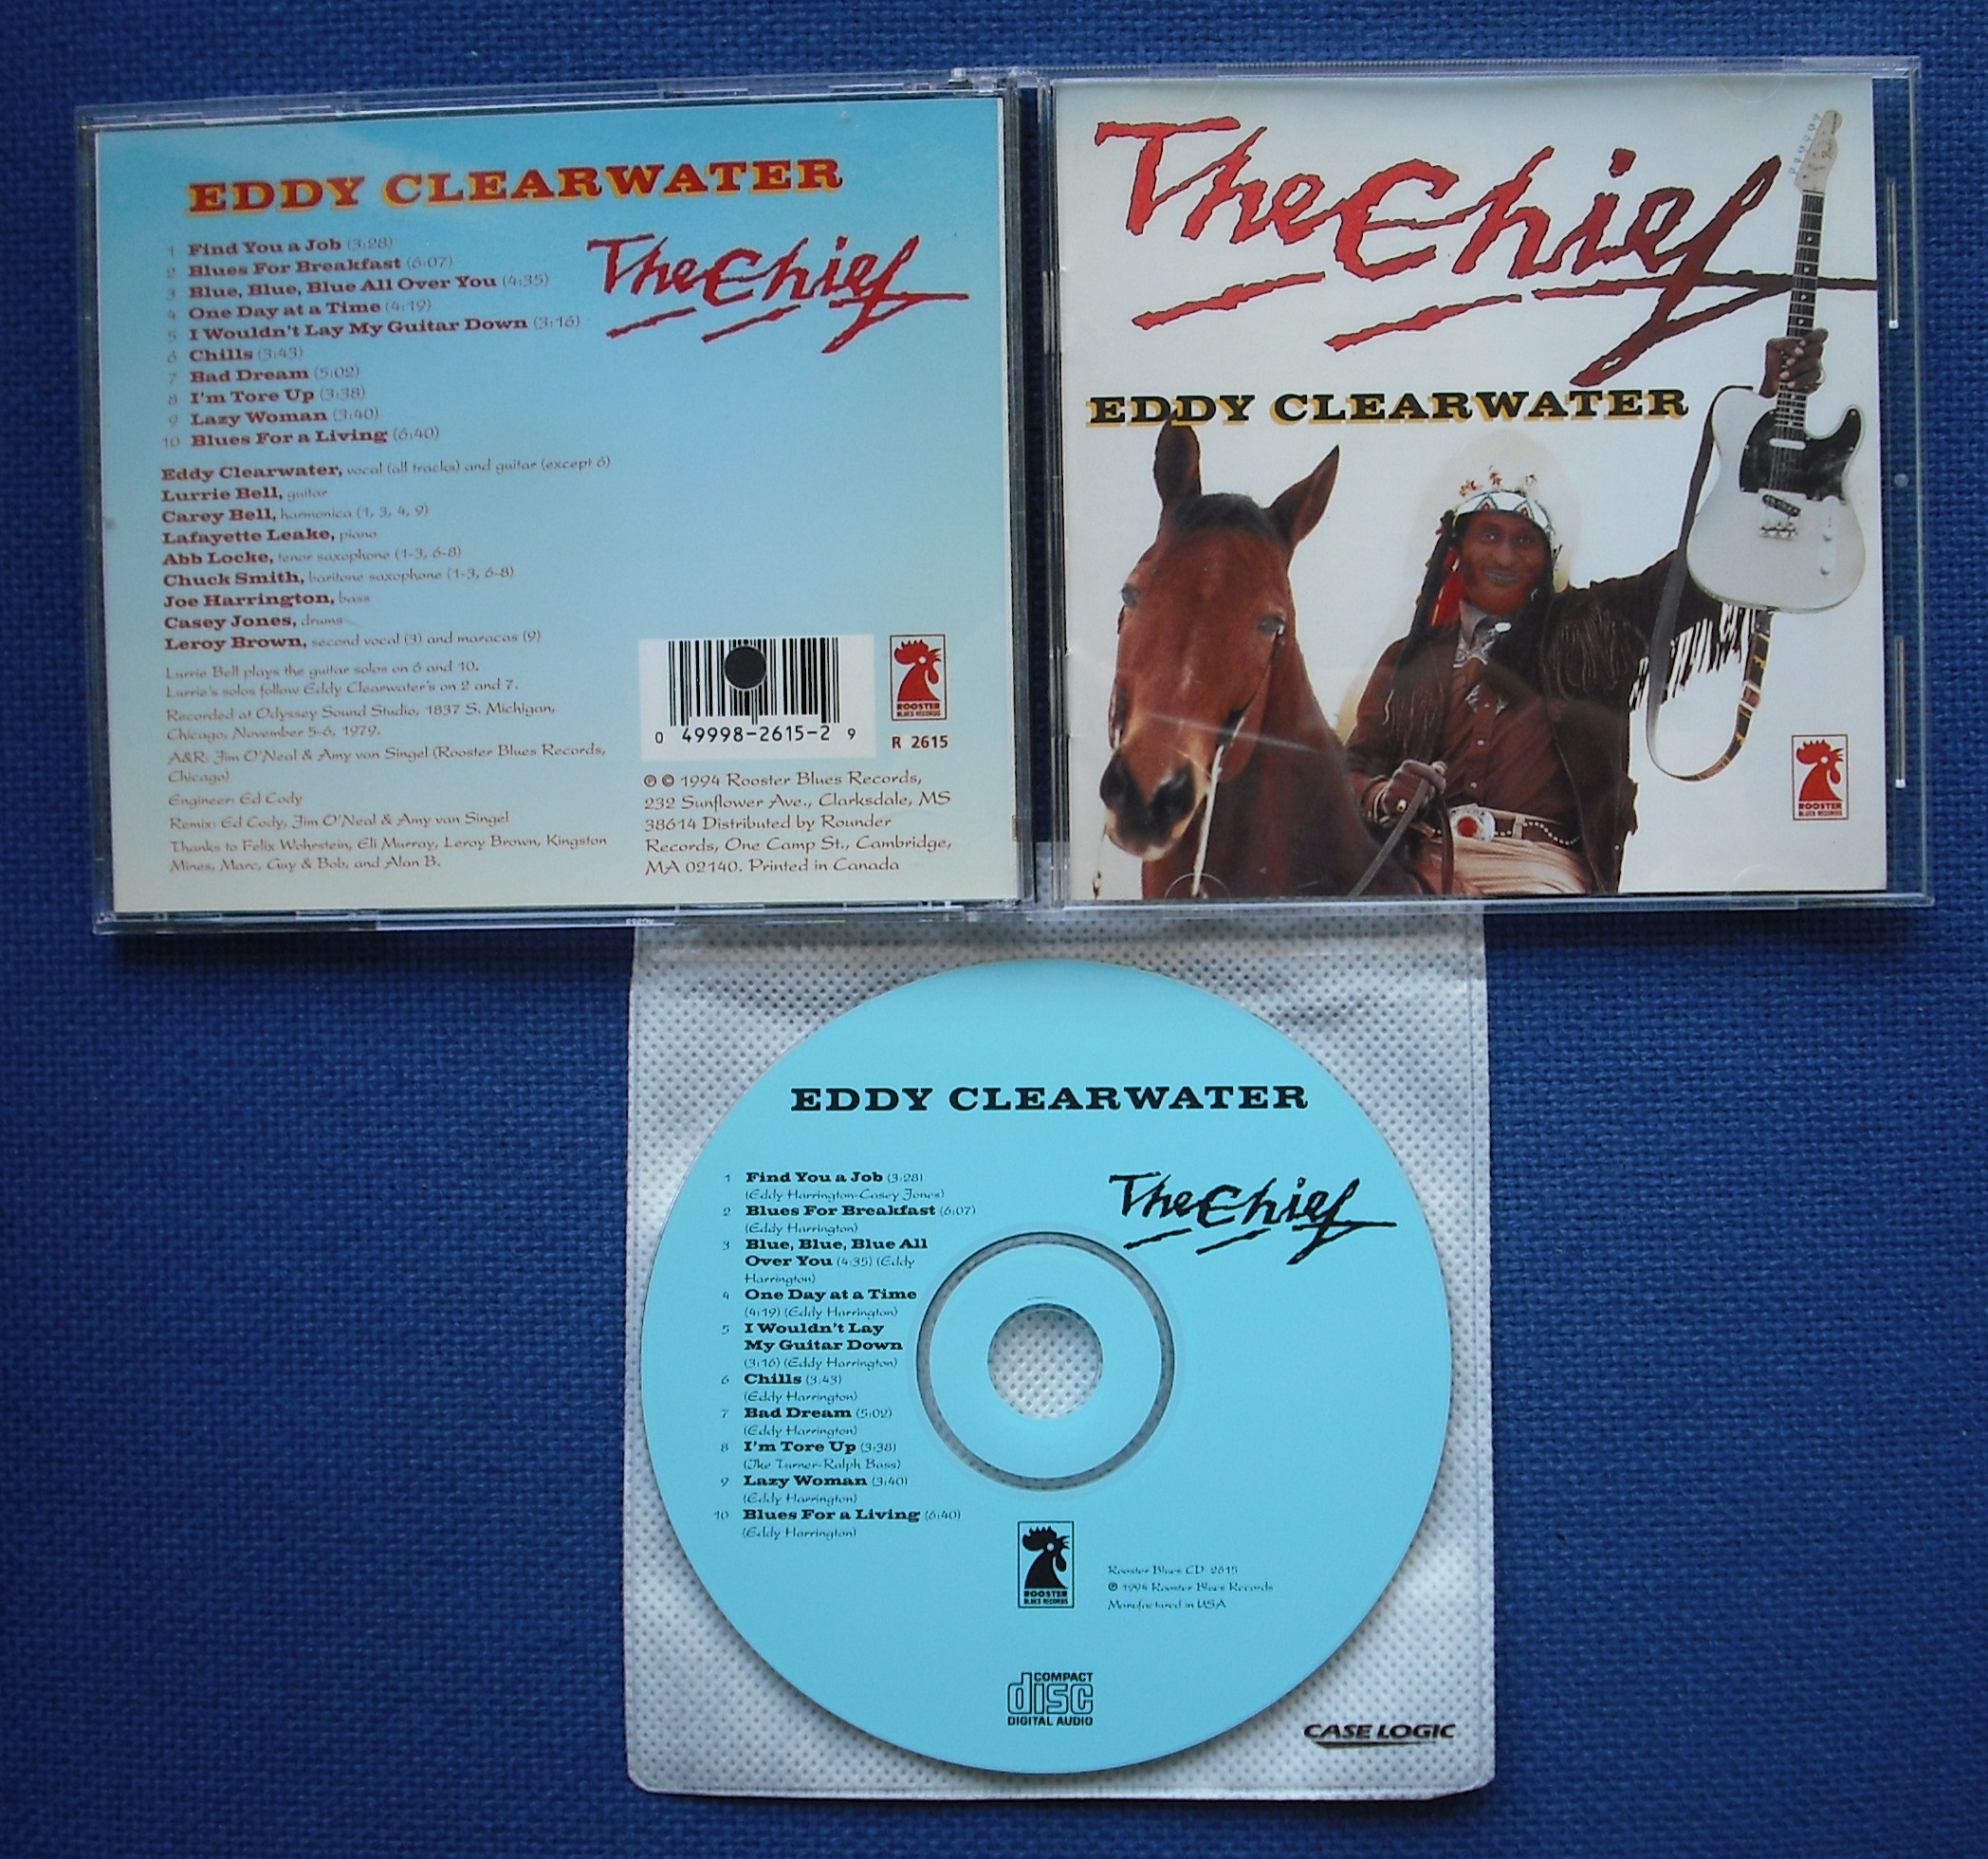 EDDY CLEARWATER
The Chief
1 Find You a Job (3:28)
2 Blues For Breakfast (6:07)
3 Blue, Blue, Blue All Over You (4:35)
4 One Day at a Time (4:19)
5 I Wouldn't Lay My Guitar Down (3:16)
6 Chills (3:43)
7 Bad Dream (5:02)
8 I'm Tore Up (3:38)
9 Lazy Woman (3:40)
10 Blues For a Living (6:40)
Eddy Clearwater, vocal (all tracks) and guitar (except 6)
Lurrie Bell, guitar
Carey Bell, harmonica (1, 3, 4, 9)
Lafayette Leake, piano
Abb Locke, tenor saxophone (1-3, 6-8)
Chuck Smith, baritone saxophone (1-3, 6-8)
Joe Harrington, bass
Casey Jones, drums
Leroy Brown, second vocal (3) and maracas (9)
Lurrie Bell plays the guitar solos on 6 and 10.
Lurrie's solos follow Eddy Clearwater's on 2 and 7.
Recorded at Odyssey Sound Studio, 1837 S. Michigan,
Chicago, November 5-6, 1979.
A&R: Jim O'Neal & Amy van Singel (Rooster Blues Records,
Chicago)
Engineer: Ed Cody
Remix: Ed Cody, Jim O'Neal & Amy van Singel
Thanks to Felix Wohrstein, Eli Murray, Leroy Brown, Kingston
Mines, Marc, Guy & Bob, and Alan B.
0 49998-2615-2 9
ROOSTER
BLUES RECORDS
R 2615
℗ © 1994 Rooster Blues Records,
232 Sunflower Ave., Clarksdale, MS
38614 Distributed by Rounder
Records, One Camp St., Cambridge,
MA 02140. Printed in Canada
The Chief
EDDY CLEARWATER
ROOSTER
BLUES RECORDS
EDDY CLEARWATER
The Chief
1 Find You a Job (3:28)
(Eddy Harrington-Casey Jones)
2 Blues For Breakfast (6:07)
(Eddy Harrington)
3 Blue, Blue, Blue All
Over You (4:35) (Eddy
Harrington)
4 One Day at a Time
(4:19) (Eddy Harrington)
5 I Wouldn't Lay
My Guitar Down
(3:16) (Eddy Harrington)
6 Chills (3:43)
(Eddy Harrington)
7 Bad Dream (5:02)
(Eddy Harrington)
8 I'm Tore Up (3:38)
(Ike Turner-Ralph Bass)
9 Lazy Woman (3:40)
(Eddy Harrington)
10 Blues For a Living (6:40)
(Eddy Harrington)
ROOSTER
BLUES RECORDS
Rooster Blues CD 2615
℗ 1994 Rooster Blues Records
Manufactured in USA
COMPACT
disc
DIGITAL AUDIO
CASE LOGIC